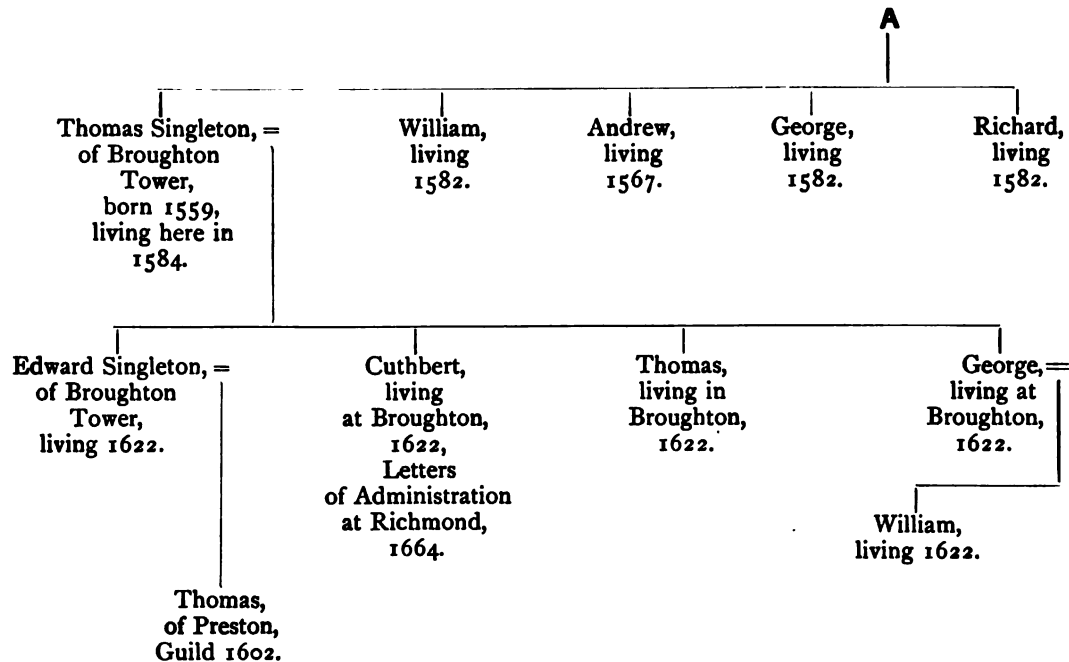 A
Thomas Singleton, =
of Broughton
Tower,
born 1559,
living here in
1584.
William,
living
1582.
Andrew,
living
1567.
George,
living
1582.
Richard,
living
1582.
Edward Singleton, =
of Broughton
Tower,
living 1622.
Cuthbert,
living
at Broughton,
1622,
Letters
of Administration
at Richmond,
1664.
Thomas,
living in
Broughton,
1622.
George, =
living at
Broughton,
1622.
William,
living 1622.
Thomas,
of Preston,
Guild 1602.